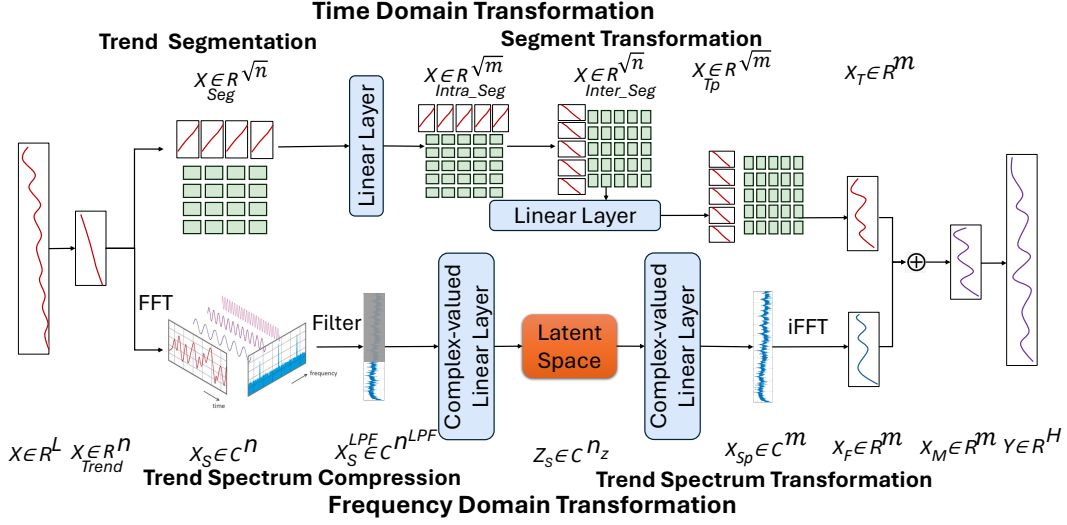 Time Domain Transformation
Trend Segmentation
Segment Transformation
X ∈ R^√n
Seg
X ∈ R^√m
Intra_Seg
X ∈ R^√n
Inter_Seg
X ∈ R^√m
Tp
X_T ∈ R^m
Linear Layer
Linear Layer
FFT
frequency
time
Filter
Complex-valued
Linear Layer
Latent
Space
Complex-valued
Linear Layer
iFFT
X ∈ R^L
X ∈ R^n
Trend
X_S ∈ C^n
X_S^LPF ∈ C^n^LPF
Z_S ∈ C^n_z
X_Sp ∈ C^m
X_F ∈ R^m
X_M ∈ R^m
Y ∈ R^H
Trend Spectrum Compression
Trend Spectrum Transformation
Frequency Domain Transformation